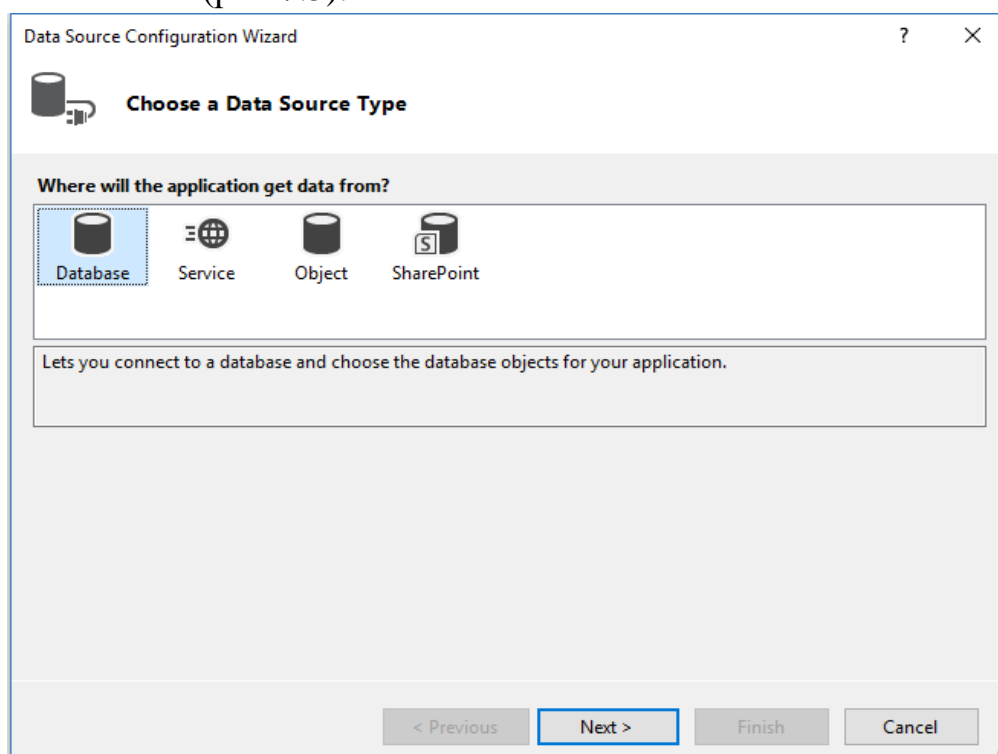 Data Source Configuration Wizard ? ×
Choose a Data Source Type
Where will the application get data from?
Database Service Object SharePoint
Lets you connect to a database and choose the database objects for your application.
< Previous Next > Finish Cancel